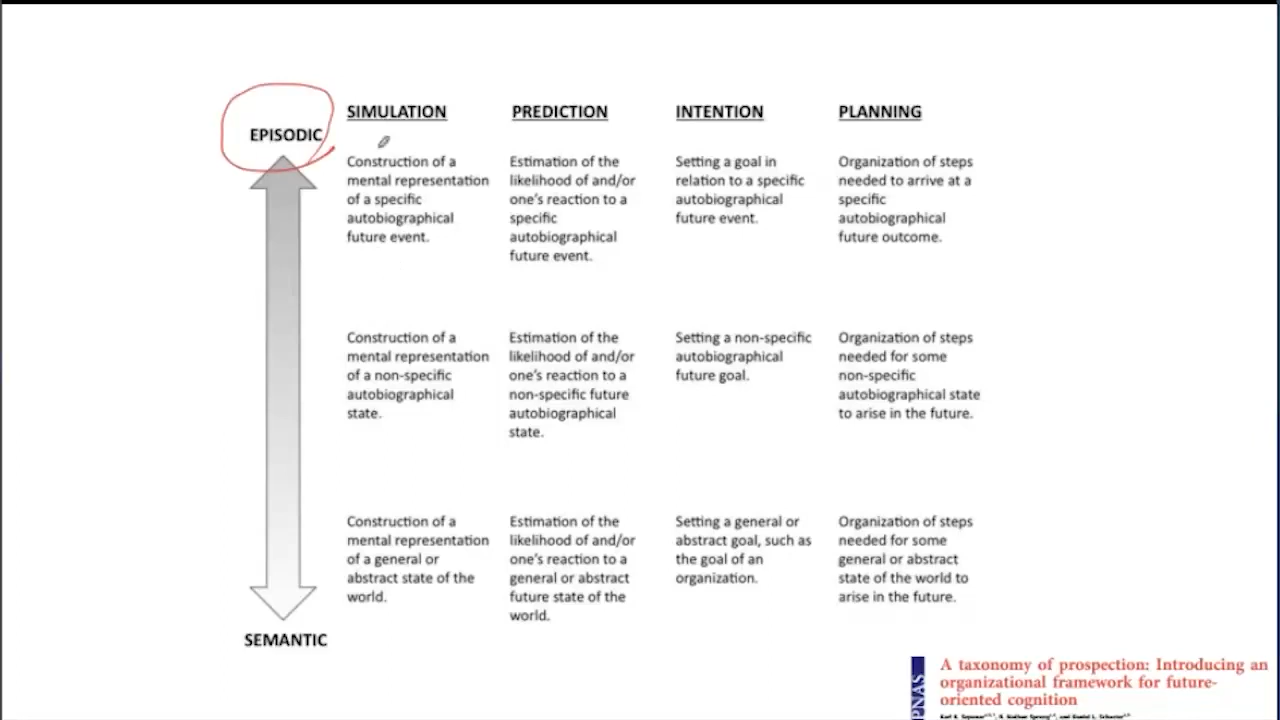 EPISODIC
SIMULATION
Construction of a
mental representation
of a specific
autobiographical
future event.
PREDICTION
Estimation of the
likelihood of and/or
one's reaction to a
specific
autobiographical
future event.
INTENTION
Setting a goal in
relation to a specific
autobiographical
future event.
PLANNING
Organization of steps
needed to arrive at a
specific
autobiographical
future outcome.
Construction of a
mental representation
of a non-specific
autobiographical
state.
Estimation of the
likelihood of and/or
one's reaction to a
non-specific future
autobiographical
state.
Setting a non-specific
autobiographical
future goal.
Organization of steps
needed for some
non-specific
autobiographical state
to arise in the future.
Construction of a
mental representation
of a general or
abstract state of the
world.
Estimation of the
likelihood of and/or
one's reaction to a
general or abstract
future state of the
world.
Setting a general or
abstract goal, such as
the goal of an
organization.
Organization of steps
needed for some
general or abstract
state of the world to
arise in the future.
SEMANTIC
PNAS
A taxonomy of prospection: Introducing an
organizational framework for future-
oriented cognition